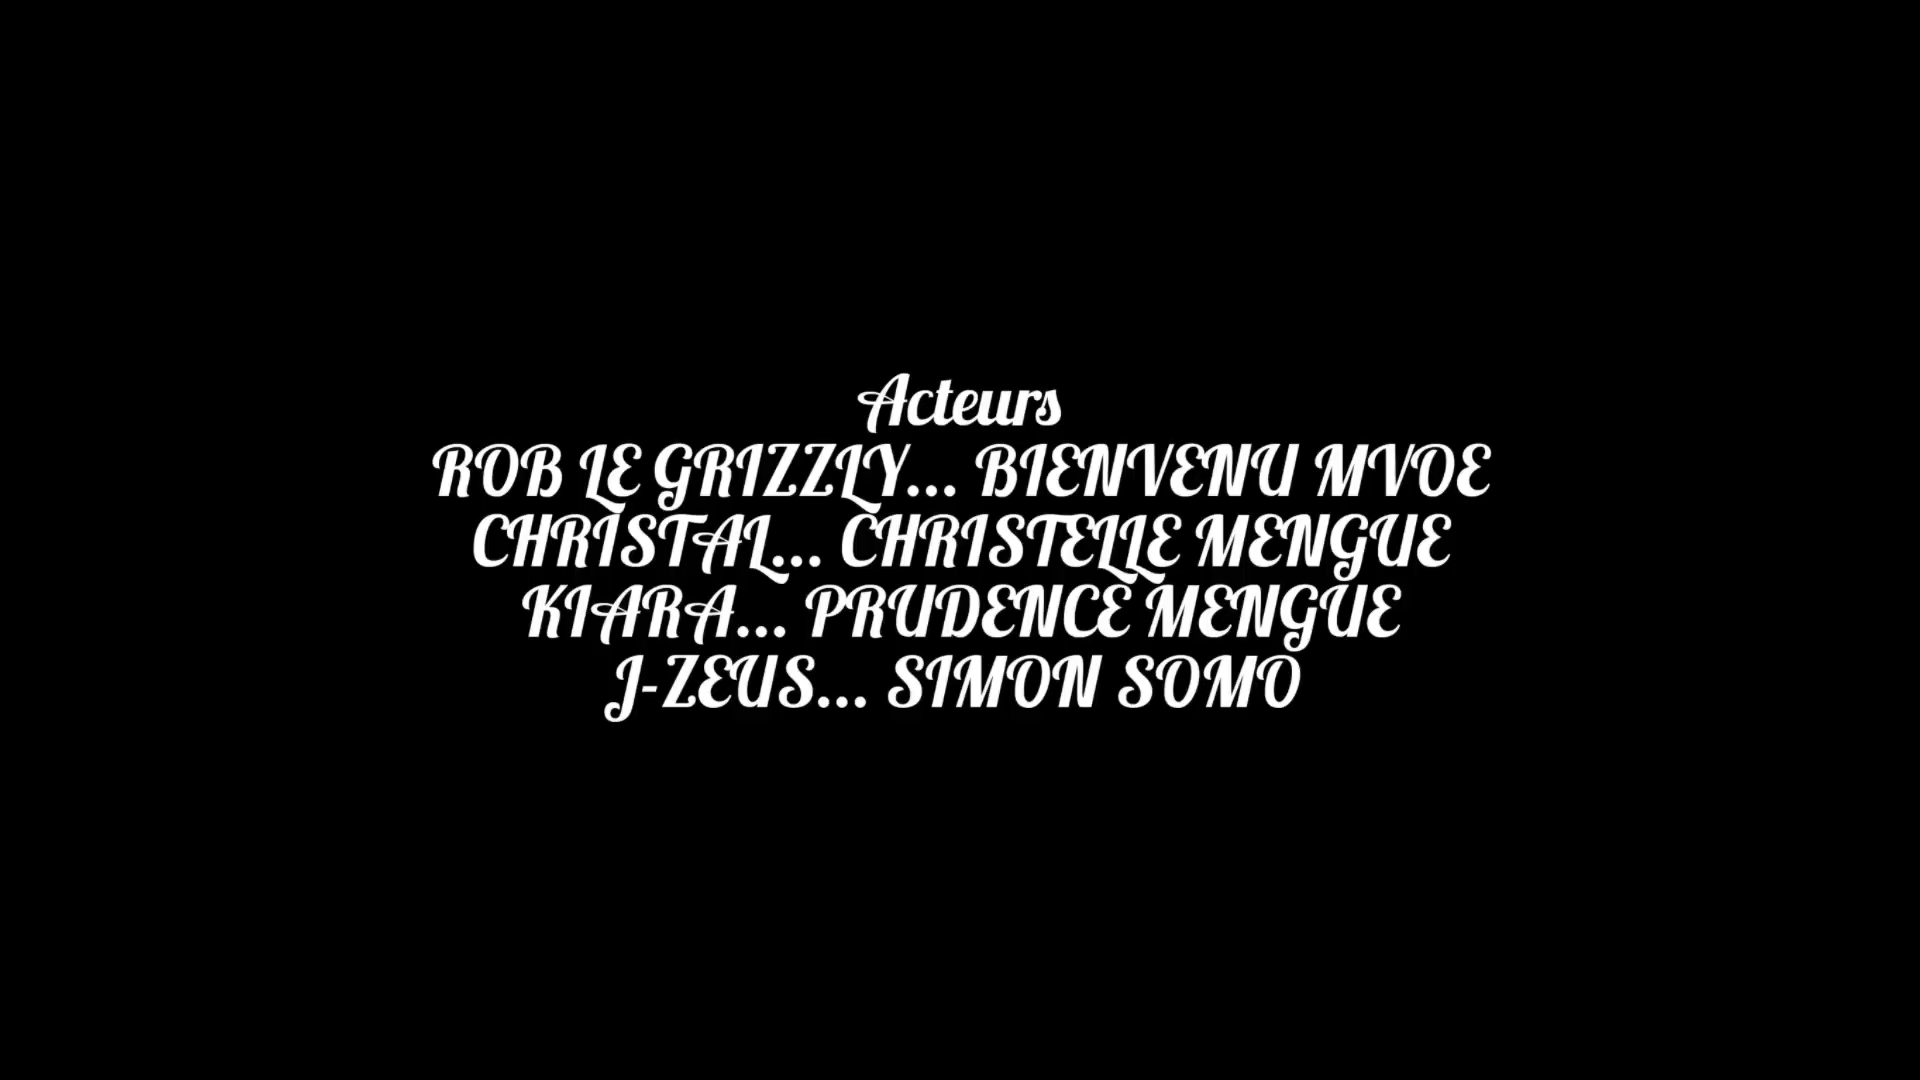 Acteurs
ROB LE GRIZZLY... BIENVENU MVOE
CHRISTAL... CHRISTELLE MENGUE
KIARA... PRUDENCE MENGUE
J-ZEUS... SIMON SOMO